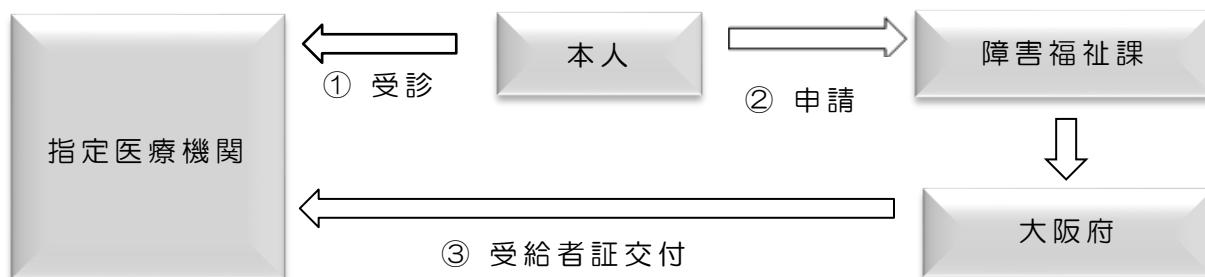 本人
障害福祉課
① 受診
② 申請
指定医療機関
大阪府
③ 受給者証交付